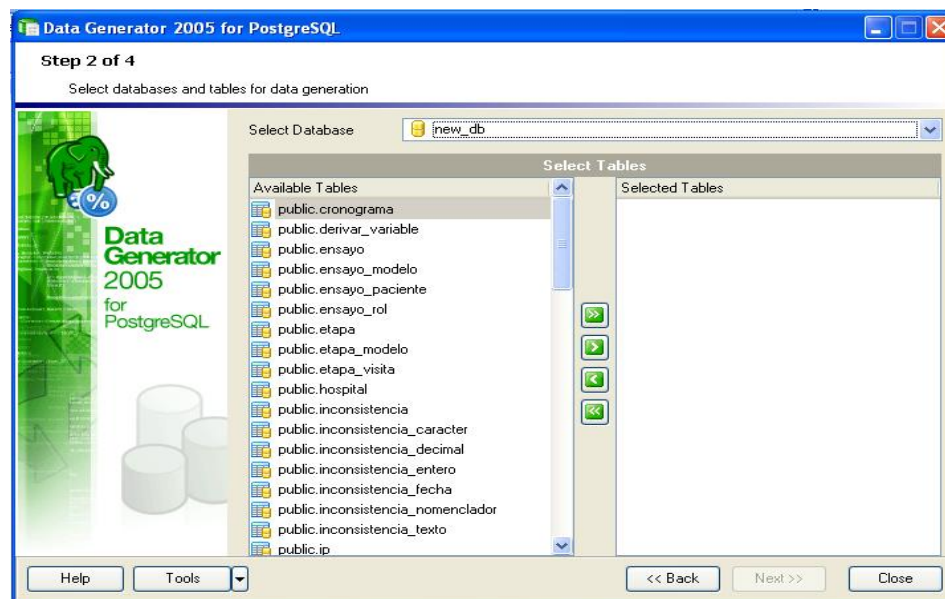 Data Generator 2005 for PostgreSQL
Step 2 of 4
Select databases and tables for data generation
Select Database
new_db
Select Tables
Available Tables
Selected Tables
public.cronograma
public.derivar_variable
public.ensayo
public.ensayo_modelo
public.ensayo_paciente
public.ensayo_rol
public.etapa
public.etapa_modelo
public.etapa_visita
public.hospital
public.inconsistencia
public.inconsistencia_caracter
public.inconsistencia_decimal
public.inconsistencia_entero
public.inconsistencia_fecha
public.inconsistencia_nomenclador
public.inconsistencia_texto
public.ip
%
Data
Generator
2005
for
PostgreSQL
Help
Tools
<< Back
Next >>
Close